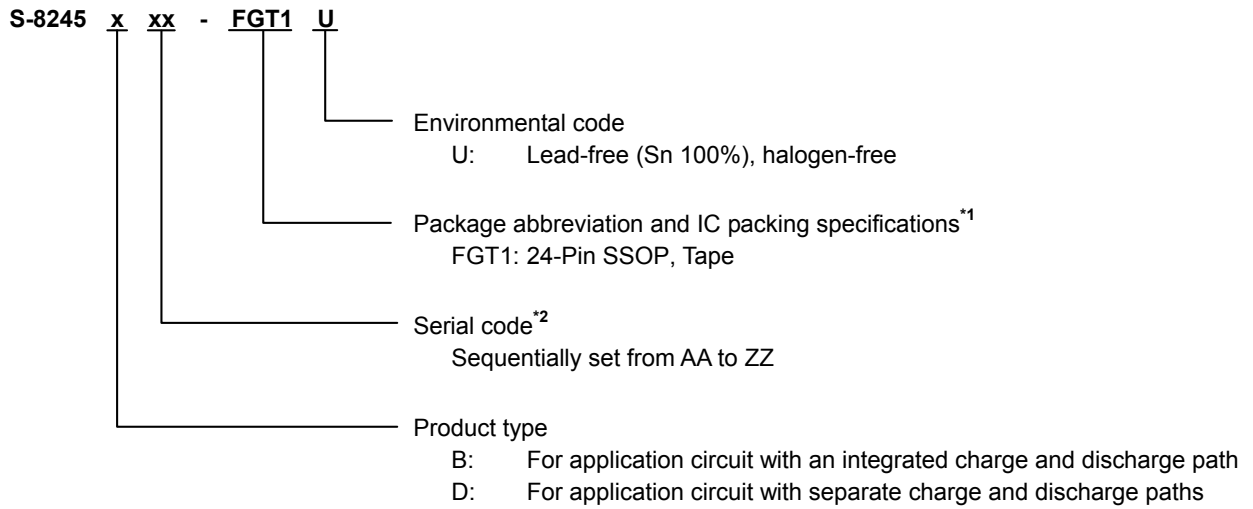 S-8245 x xx - FGT1 U
Environmental code
U: Lead-free (Sn 100%), halogen-free
Package abbreviation and IC packing specifications*1
FGT1: 24-Pin SSOP, Tape
Serial code*2
Sequentially set from AA to ZZ
Product type
B: For application circuit with an integrated charge and discharge path
D: For application circuit with separate charge and discharge paths